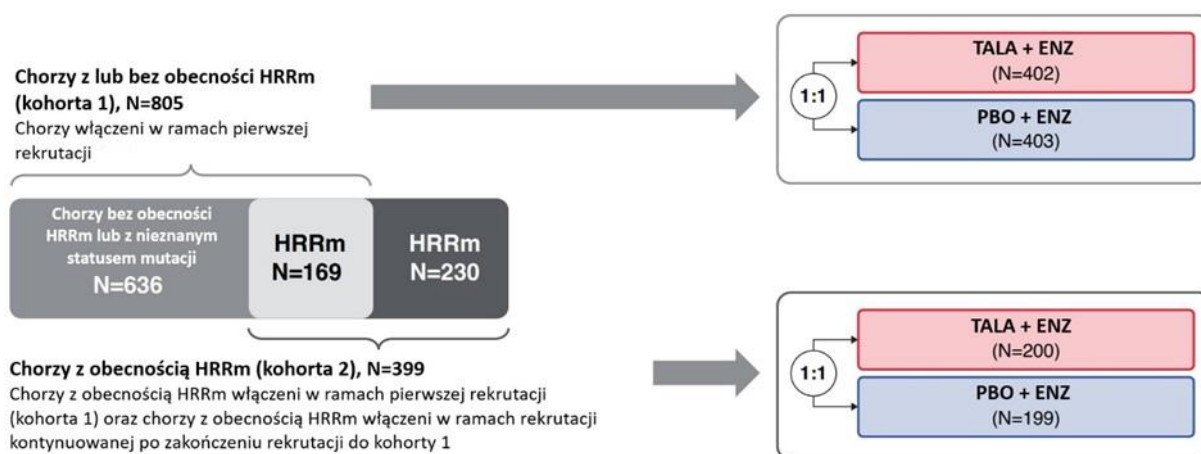 Chorzy z lub bez obecności HRRm
(kohorta 1), N=805
Chorzy włączeni w ramach pierwszej
rekrutacji
1:1
TALA + ENZ
(N=402)
PBO + ENZ
(N=403)
Chorzy bez obecności
HRRm lub z nieznanym
statusem mutacji
N=636
HRRm
N=169
HRRm
N=230
Chorzy z obecnością HRRm (kohorta 2), N=399
Chorzy z obecnością HRRm włączeni w ramach pierwszej rekrutacji
(kohorta 1) oraz chorzy z obecnością HRRm włączeni w ramach rekrutacji
kontynuowanej po zakończeniu rekrutacji do kohorty 1
1:1
TALA + ENZ
(N=200)
PBO + ENZ
(N=199)